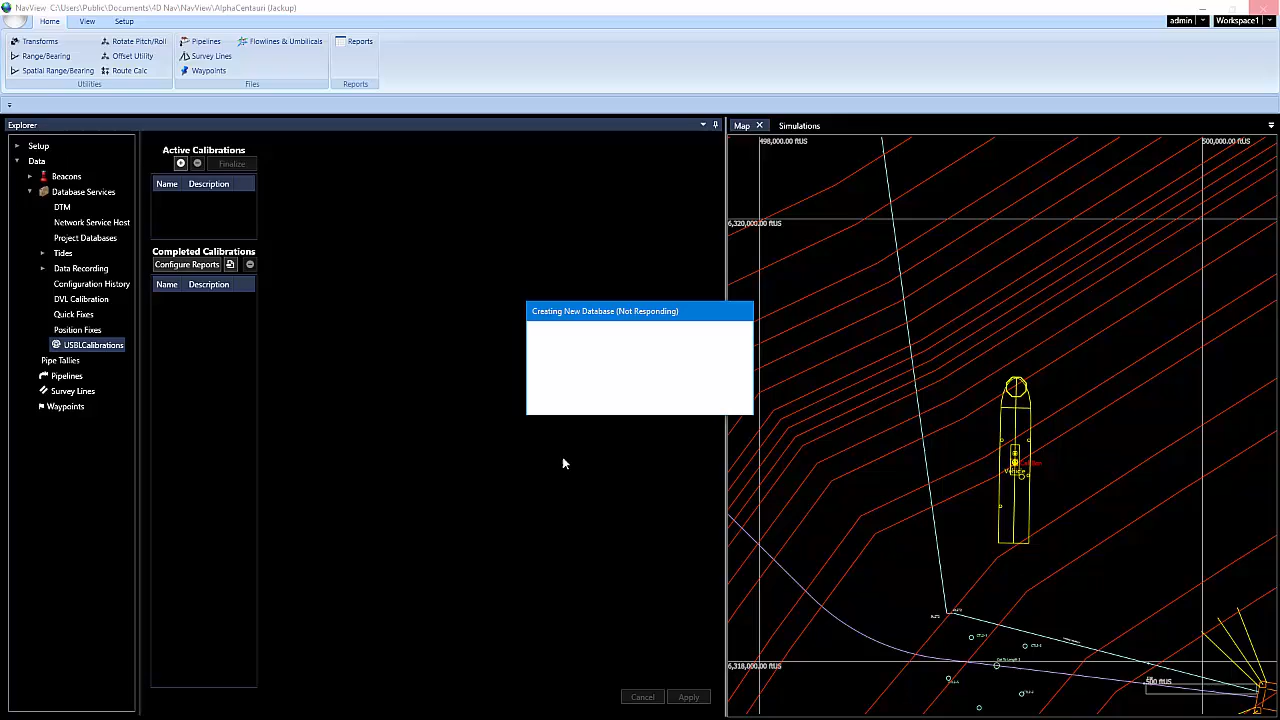 NavView C:\Users\Public\Documents\4D Nav\NavView\AlphaCentauri (Jackup)
Home View Setup
admin Workspace1
Transforms Rotate Pitch/Roll Pipelines Flowlines & Umbilicals Reports
Range/Bearing Offset Utility Survey Lines
Spatial Range/Bearing Route Calc Waypoints
Utilities Files Reports
Explorer
Map Simulations
Setup
Data
Beacons
Database Services
DTM
Network Service Host
Project Databases
Tides
Data Recording
Configuration History
DVL Calibration
Quick Fixes
Position Fixes
USBLCalibrations
Pipe Tallies
Pipelines
Survey Lines
Waypoints
Active Calibrations
Finalize
Name Description
Completed Calibrations
Configure Reports
Name Description
Creating New Database (Not Responding)
Cancel Apply
498,000.00 ftUS 500,000.00 ftUS
6,320,000.00 ftUS
6,318,000.00 ftUS
500 ftUS